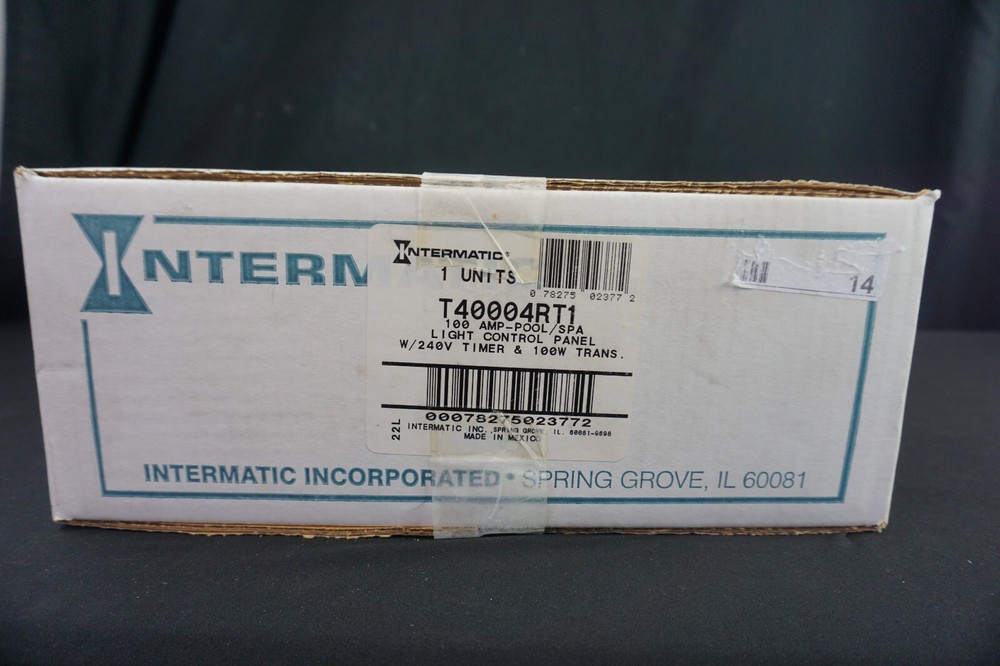 INTERM
INTERMATIC®
1 UNITS
0 78275 02377 2
14
T40004RT1
100 AMP-POOL/SPA
LIGHT CONTROL PANEL
W/240V TIMER & 100W TRANS.
00078275023772
22L
INTERMATIC INC., SPRING GROVE, IL. 60081-9698
MADE IN MEXICO
INTERMATIC INCORPORATED • SPRING GROVE, IL 60081